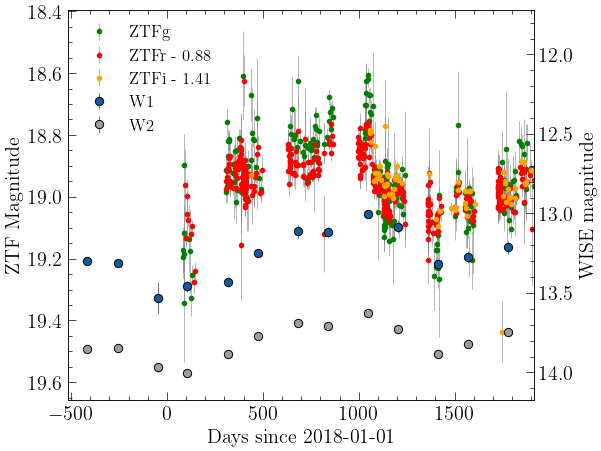 ZTFg
ZTFr - 0.88
ZTFi - 1.41
W1
W2
ZTF Magnitude
18.4
18.6
18.8
19.0
19.2
19.4
19.6
WISE magnitude
12.0
12.5
13.0
13.5
14.0
−500 0 500 1000 1500
Days since 2018-01-01